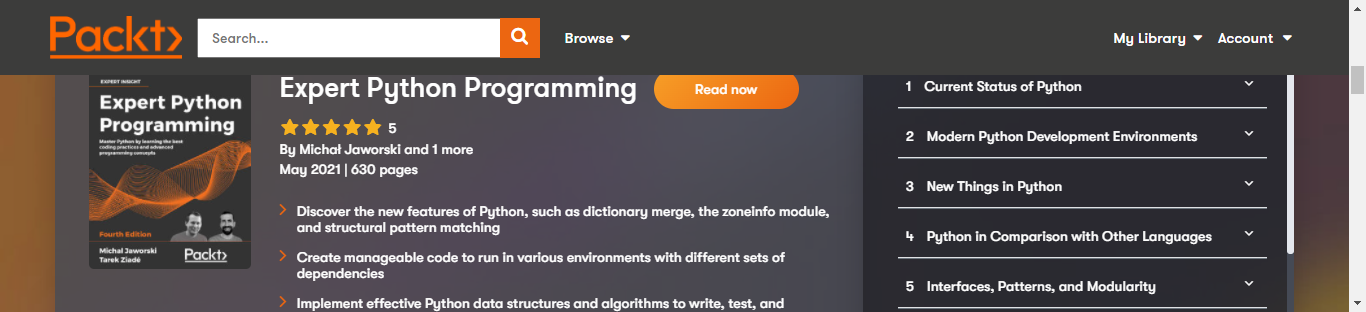 Packt
Search...
Browse
My Library
Account
EXPERT INSIGHT
Expert Python
Programming
Master Python by learning the best
coding practices and advanced
programming concepts
Fourth Edition
Michał Jaworski
Tarek Ziadé
Packt
Expert Python Programming
Read now
5
By Michał Jaworski and 1 more
May 2021 | 630 pages
Discover the new features of Python, such as dictionary merge, the zoneinfo module,
and structural pattern matching
Create manageable code to run in various environments with different sets of
dependencies
Implement effective Python data structures and algorithms to write, test, and
1 Current Status of Python
2 Modern Python Development Environments
3 New Things in Python
4 Python in Comparison with Other Languages
5 Interfaces, Patterns, and Modularity